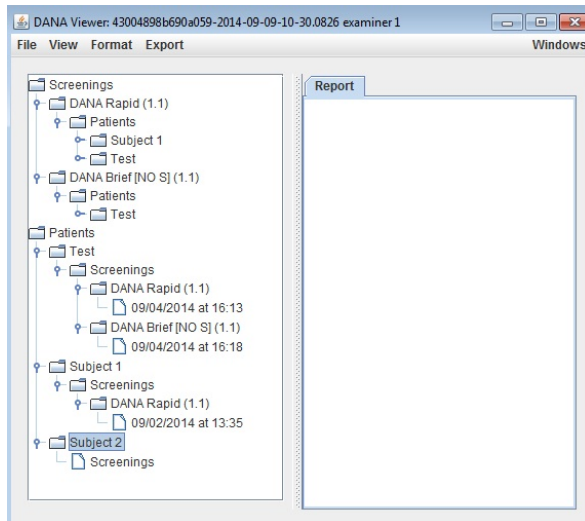 DANA Viewer: 43004898b690a059-2014-09-09-10-30.0826 examiner 1
File View Format Export Windows
Screenings
DANA Rapid (1.1)
Patients
Subject 1
Test
DANA Brief [NO S] (1.1)
Patients
Test
Patients
Test
Screenings
DANA Rapid (1.1)
09/04/2014 at 16:13
DANA Brief [NO S] (1.1)
09/04/2014 at 16:18
Subject 1
Screenings
DANA Rapid (1.1)
09/02/2014 at 13:35
Subject 2
Screenings
Report